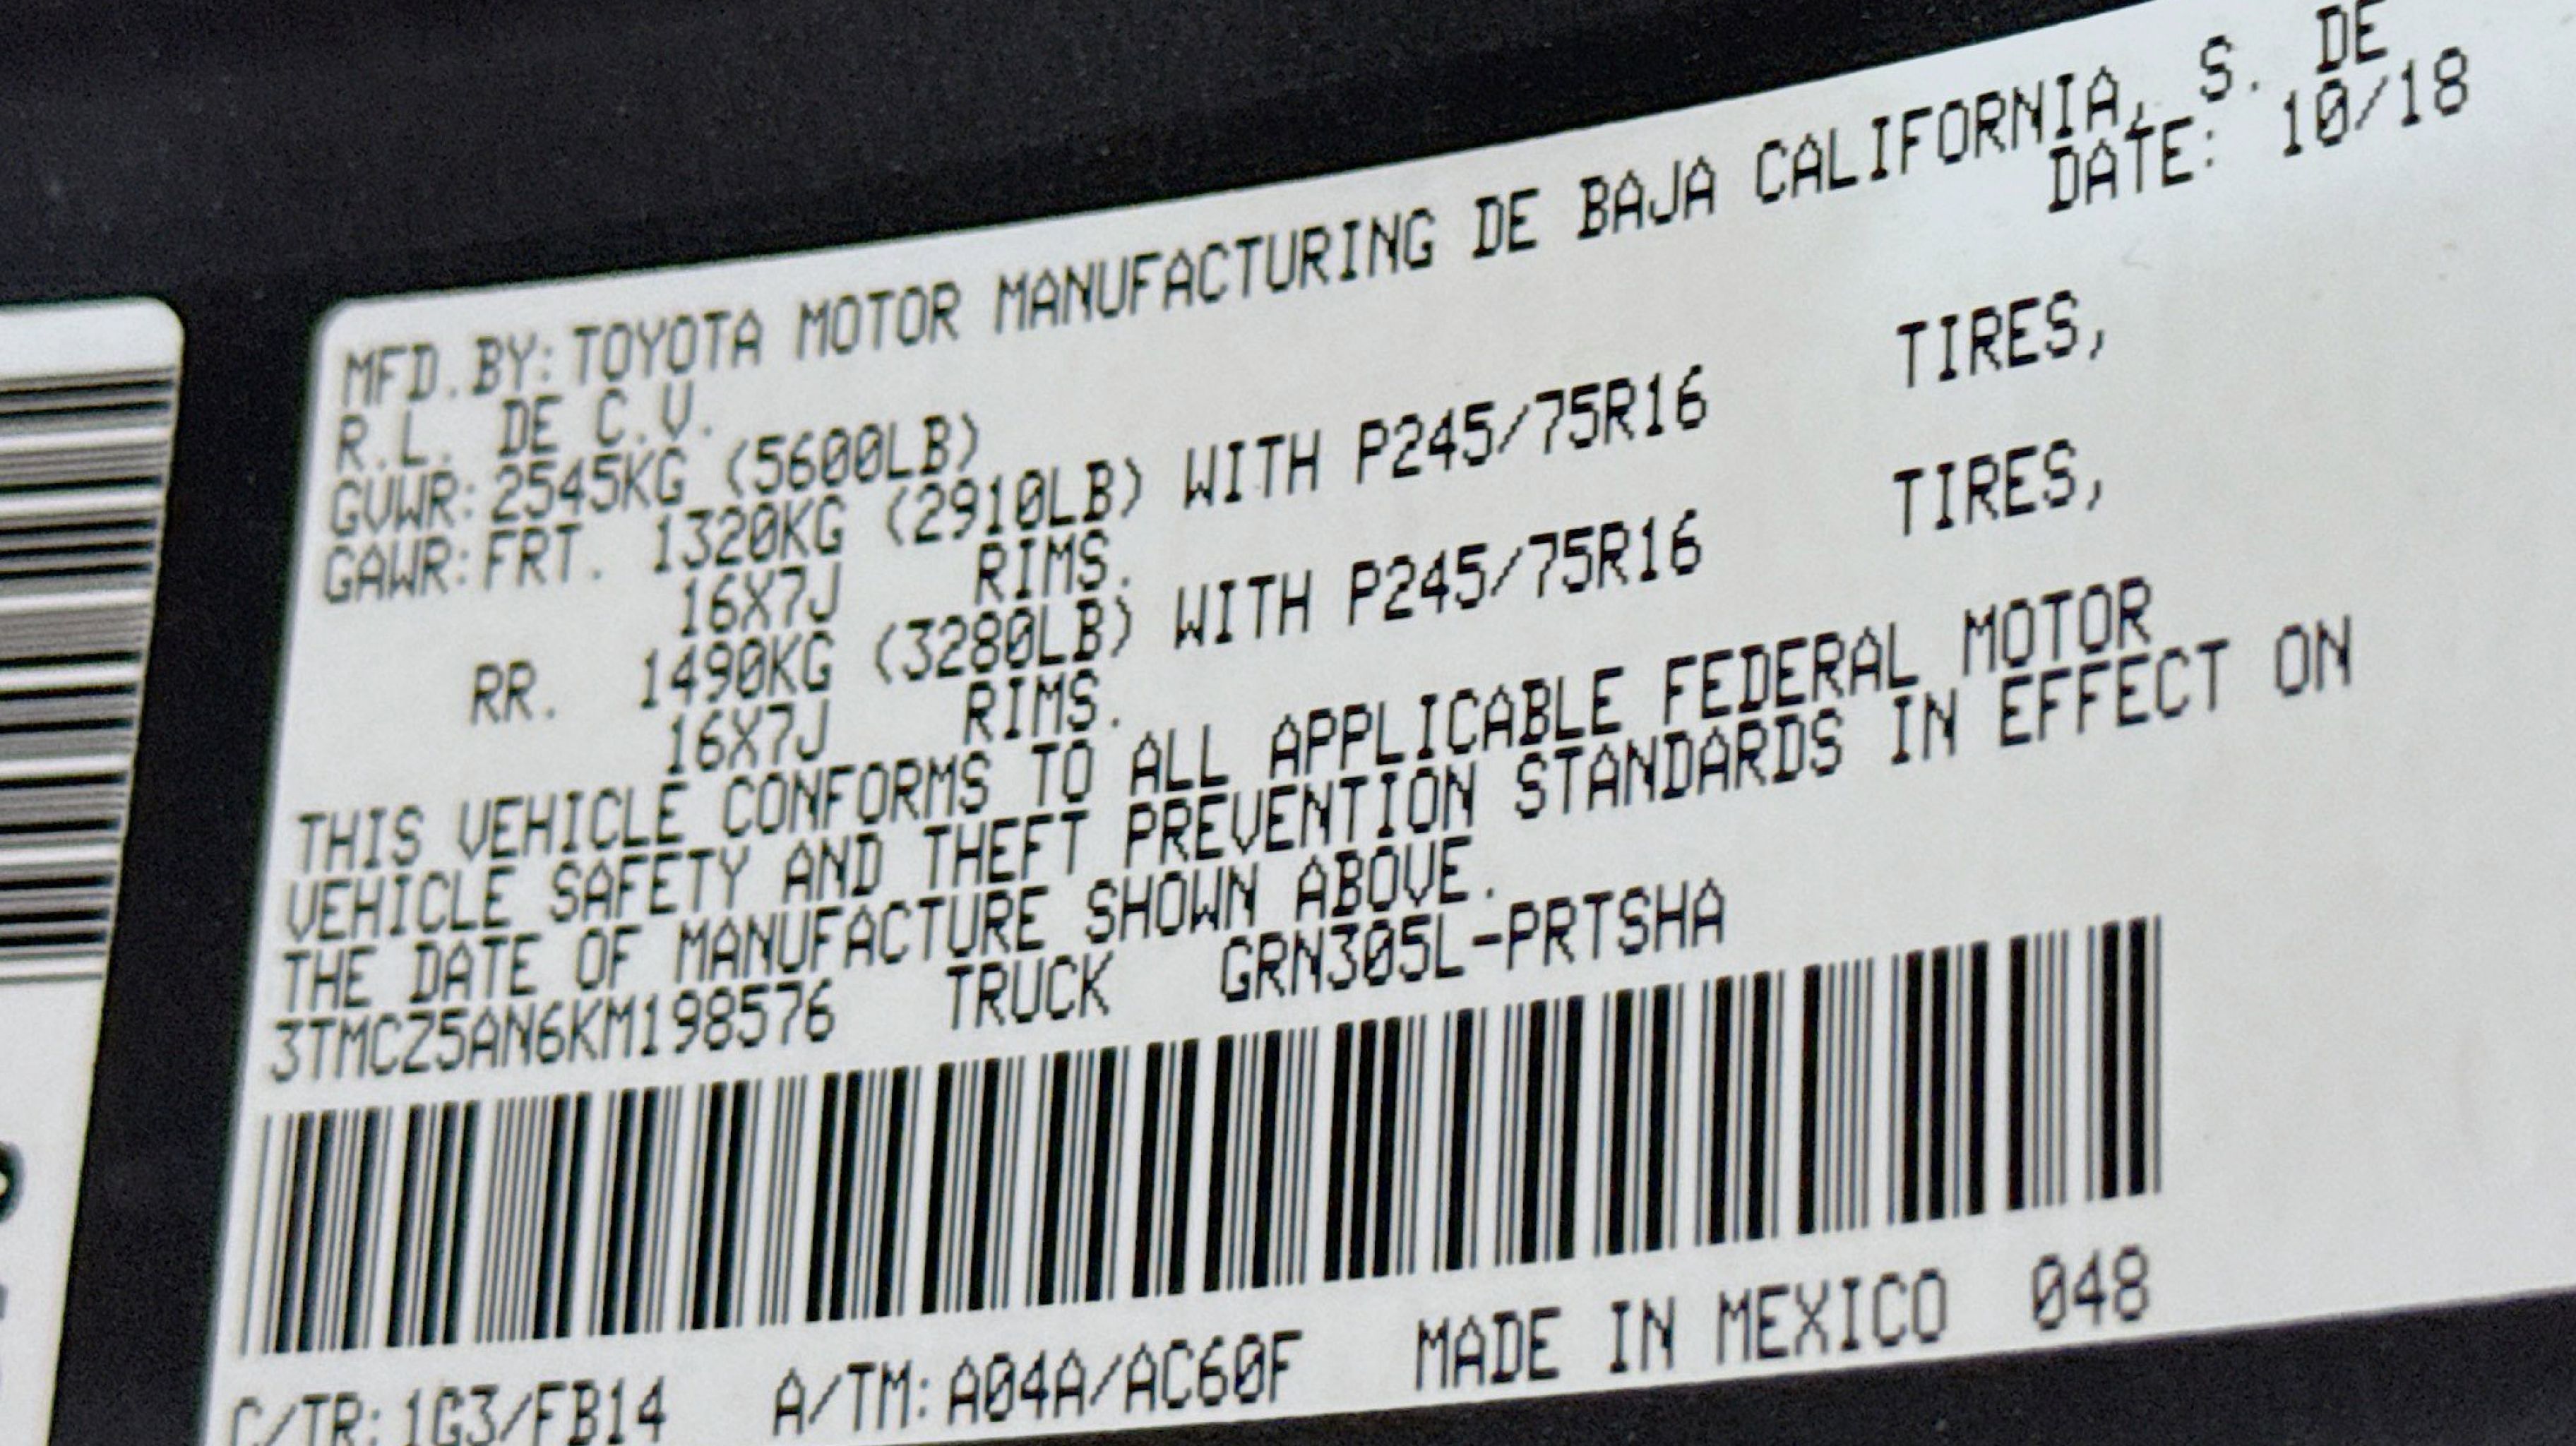 MFD.BY:TOYOTA MOTOR MANUFACTURING DE BAJA CALIFORNIA, S. DE
R.L. DE C.V. DATE: 10/18
GVWR:2545KG (5600LB)
GAWR:FRT. 1320KG (2910LB) WITH P245/75R16 TIRES,
16X7J RIMS.
RR. 1490KG (3280LB) WITH P245/75R16 TIRES,
16X7J RIMS.
THIS VEHICLE CONFORMS TO ALL APPLICABLE FEDERAL MOTOR
VEHICLE SAFETY AND THEFT PREVENTION STANDARDS IN EFFECT ON
THE DATE OF MANUFACTURE SHOWN ABOVE.
3TMCZ5AN6KM198576 TRUCK GRN305L-PRTSHA
C/TR:1G3/FB14 A/TM:A04A/AC60F MADE IN MEXICO 048